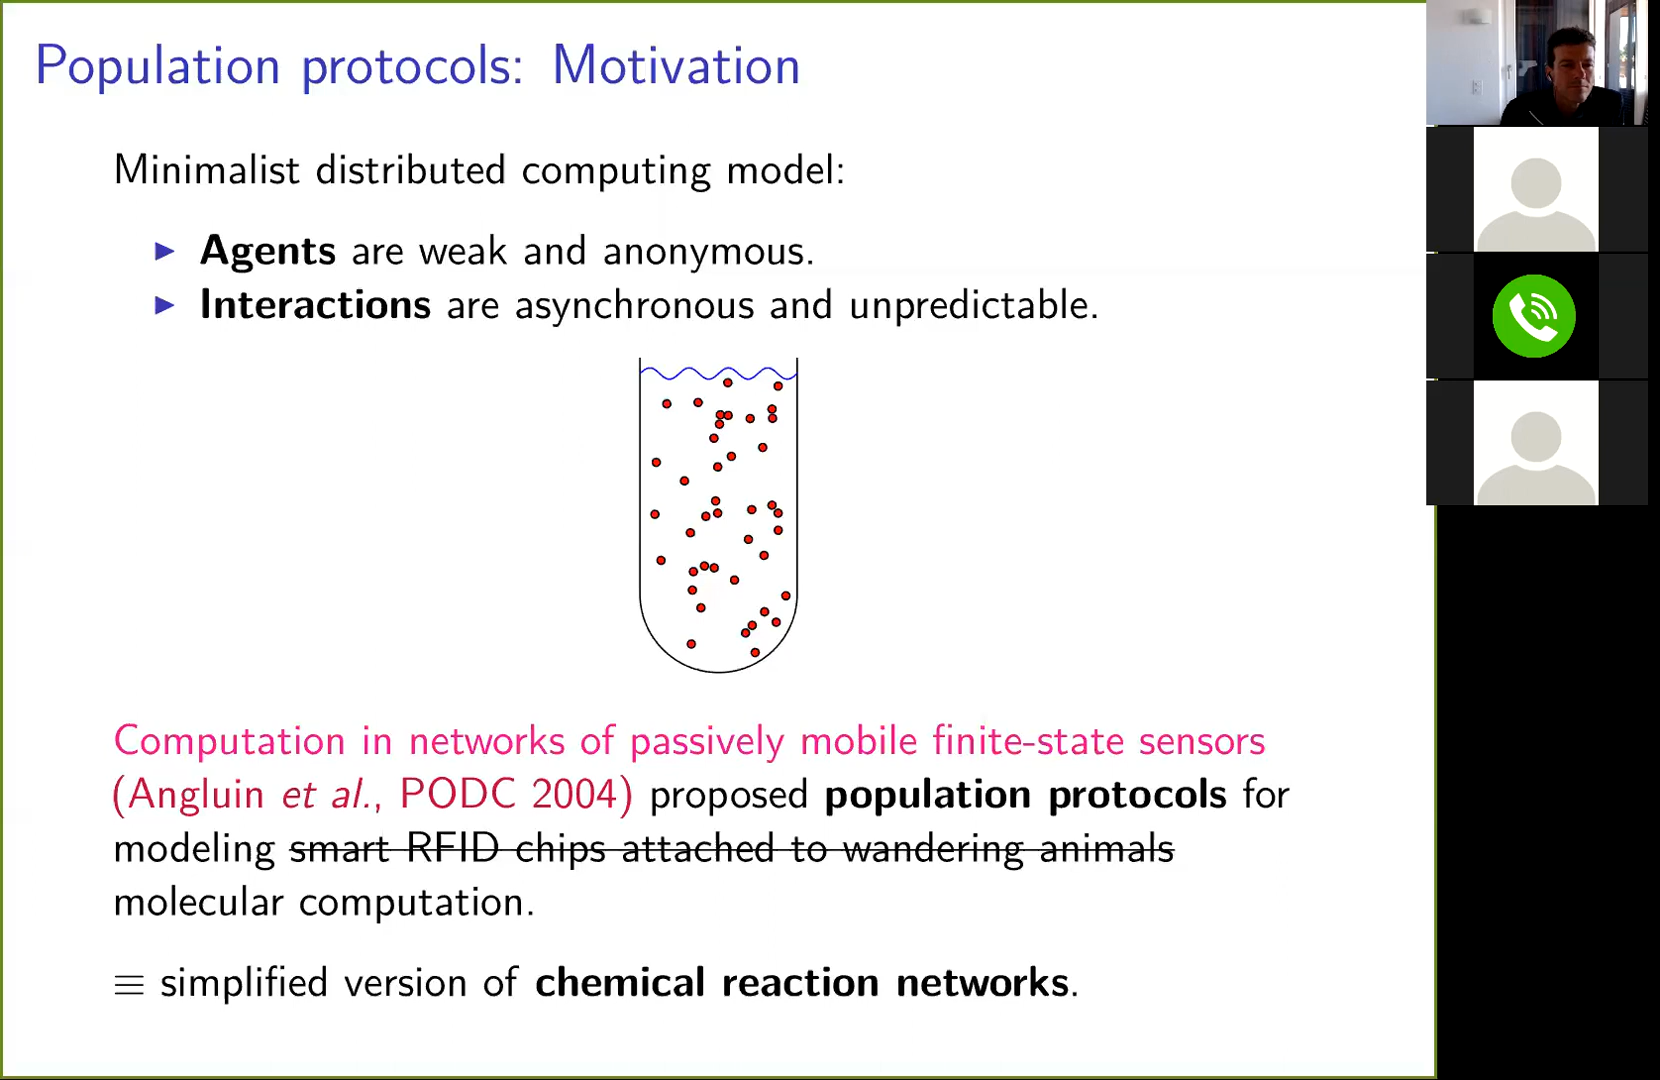 Population protocols: Motivation
Minimalist distributed computing model:
▶ Agents are weak and anonymous.
▶ Interactions are asynchronous and unpredictable.
Computation in networks of passively mobile finite-state sensors
(Angluin et al., PODC 2004) proposed population protocols for
modeling smart RFID chips attached to wandering animals
molecular computation.
≡ simplified version of chemical reaction networks.